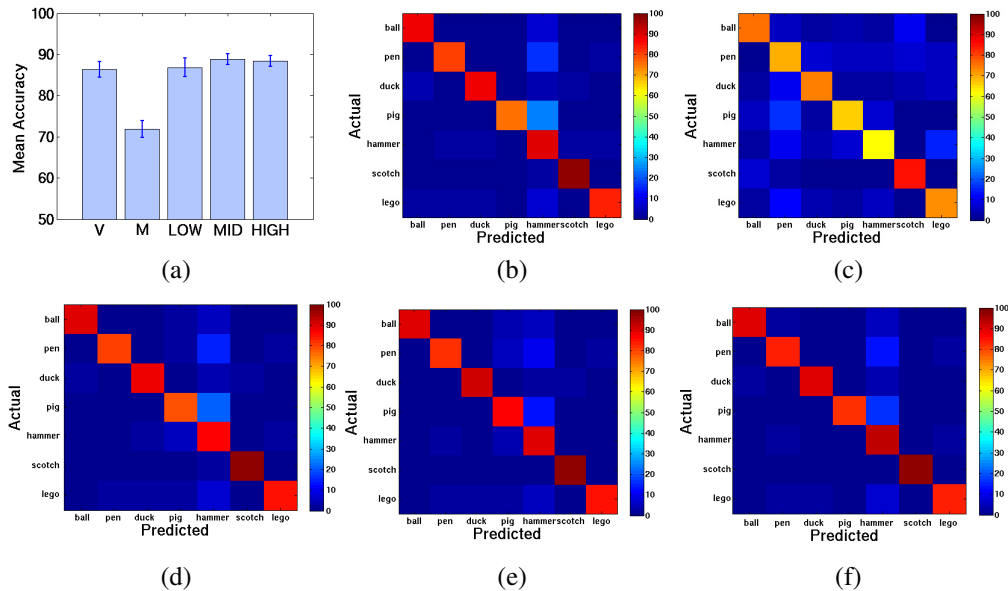 100
90
80
70
60
50
Mean Accuracy
V M LOW MID HIGH
(a)
ball
pen
duck
pig
hammer
scotch
lego
Actual
ball pen duck pig hammer scotch lego
Predicted
100
90
80
70
60
50
40
30
20
10
0
(b)
ball
pen
duck
pig
hammer
scotch
lego
Actual
ball pen duck pig hammer scotch lego
Predicted
100
90
80
70
60
50
40
30
20
10
0
(c)
ball
pen
duck
pig
hammer
scotch
lego
Actual
ball pen duck pig hammer scotch lego
Predicted
100
90
80
70
60
50
40
30
20
10
0
(d)
ball
pen
duck
pig
hammer
scotch
lego
Actual
ball pen duck pig hammer scotch lego
Predicted
100
90
80
70
60
50
40
30
20
10
0
(e)
ball
pen
duck
pig
hammer
scotch
lego
Actual
ball pen duck pig hammer scotch lego
Predicted
100
90
80
70
60
50
40
30
20
10
0
(f)